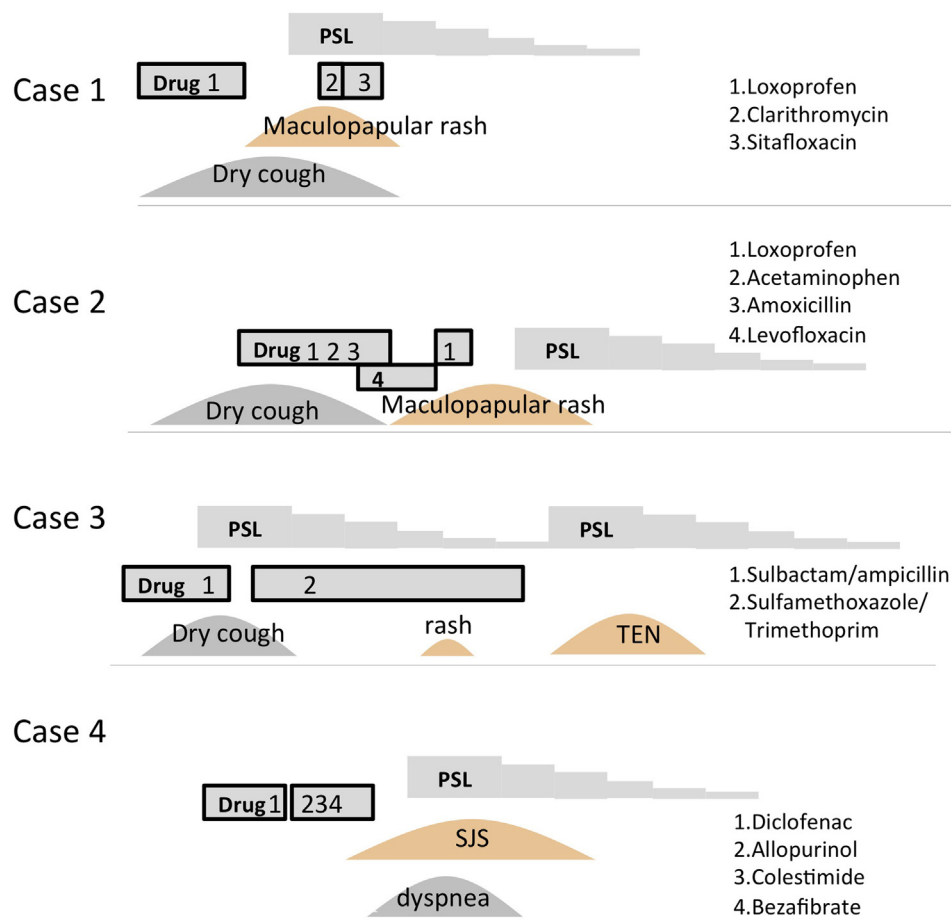 PSL
Case 1
Drug 1
2
3
1.Loxoprofen
2.Clarithromycin
3.Sitafloxacin
Maculopapular rash
Dry cough
Case 2
1.Loxoprofen
2.Acetaminophen
3.Amoxicillin
4.Levofloxacin
Drug 1 2 3
1
PSL
4
Dry cough
Maculopapular rash
Case 3
PSL
PSL
Drug 1
2
1.Sulbactam/ampicillin
2.Sulfamethoxazole/
Trimethoprim
Dry cough
rash
TEN
Case 4
PSL
Drug 1
234
1.Diclofenac
2.Allopurinol
3.Colestimide
4.Bezafibrate
SJS
dyspnea